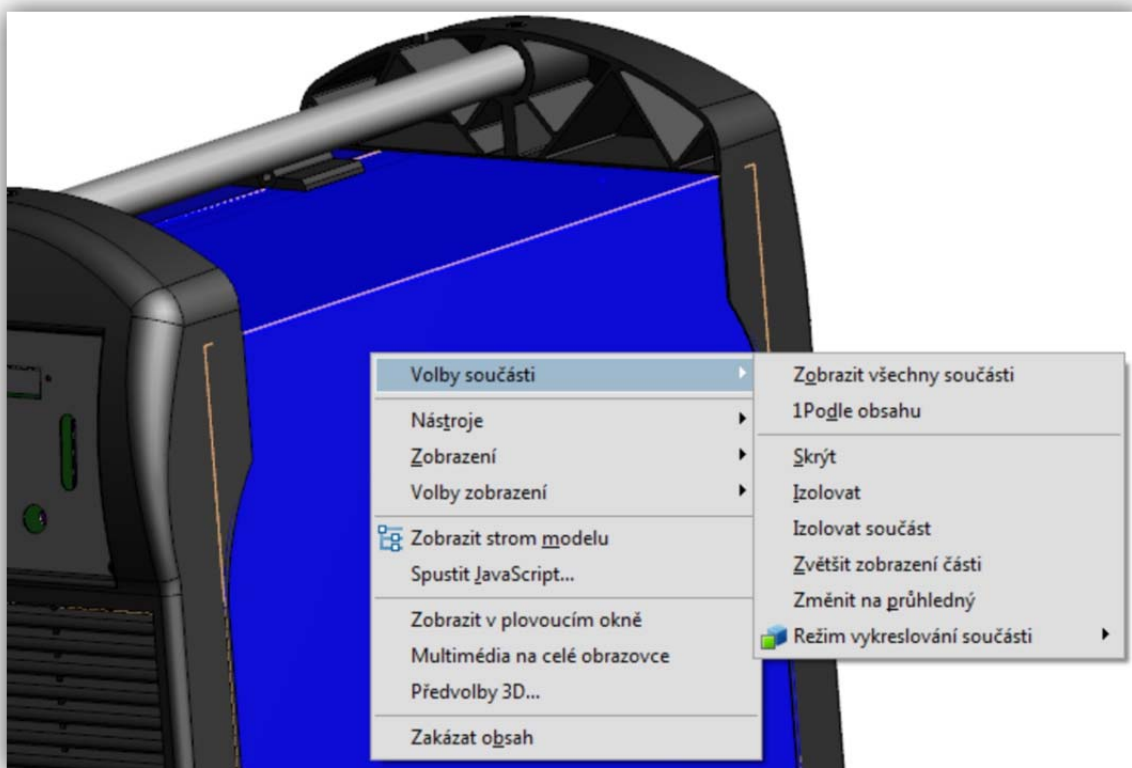 Volby součásti
Nástroje
Zobrazení
Volby zobrazení
Zobrazit strom modelu
Spustit JavaScript...
Zobrazit v plovoucím okně
Multimédia na celé obrazovce
Předvolby 3D...
Zakázat obsah
Zobrazit všechny součásti
1Podle obsahu
Skrýt
Izolovat
Izolovat součást
Zvětšit zobrazení části
Změnit na průhledný
Režim vykreslování součásti